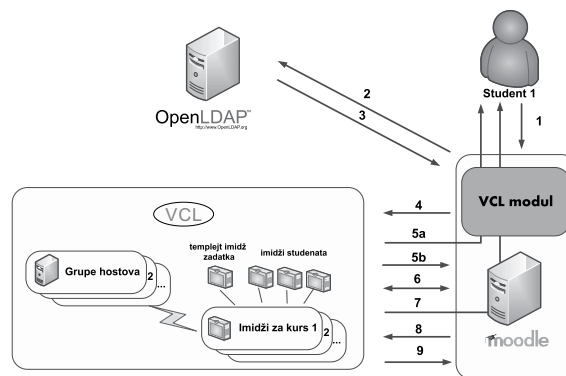 OpenLDAP™
http://www.OpenLDAP.org
Student 1
2
3
1
VCL modul
VCL
4
5a
5b
6
7
8
9
templejt imidž
zadatka
imidži studenata
Grupe hostova
2
...
Imidži za kurs 1
2
...
moodle